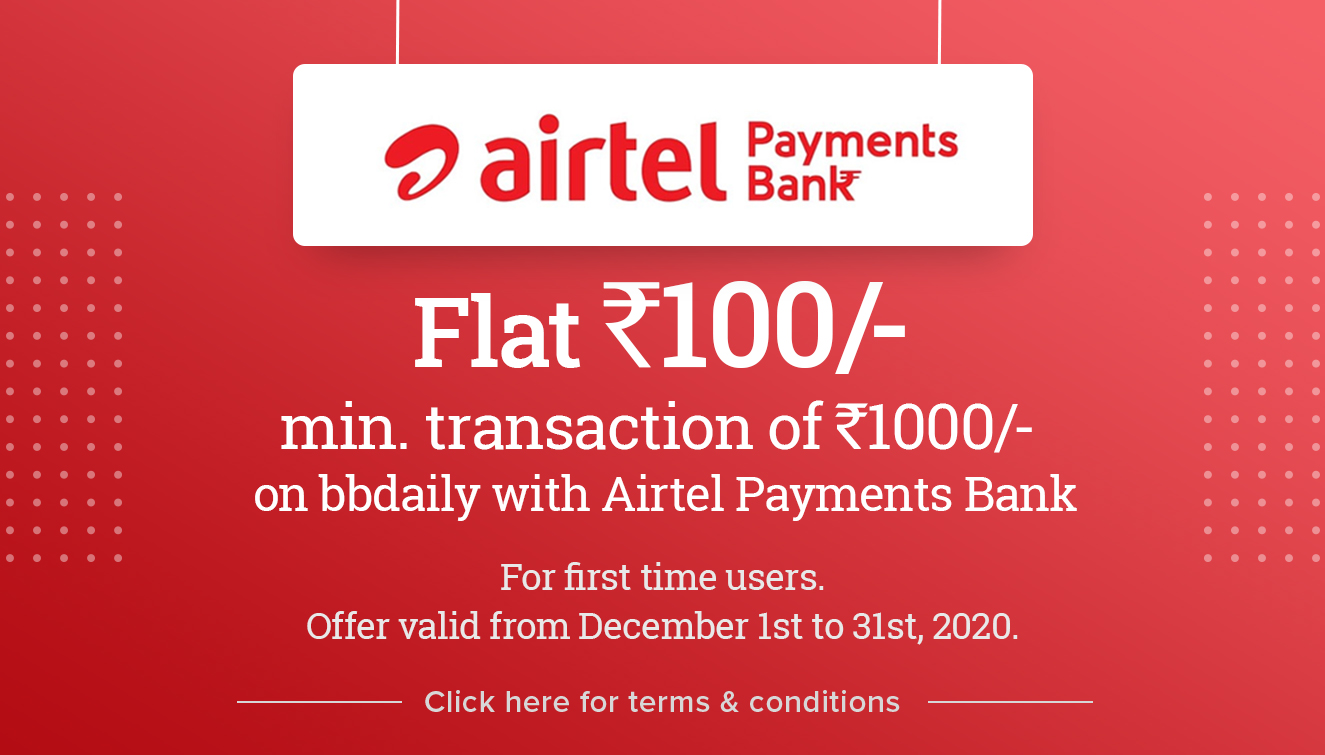 airtel Payments Bank
Flat ₹100/-
min. transaction of ₹1000/-
on bbdaily with Airtel Payments Bank
For first time users.
Offer valid from December 1st to 31st, 2020.
Click here for terms & conditions